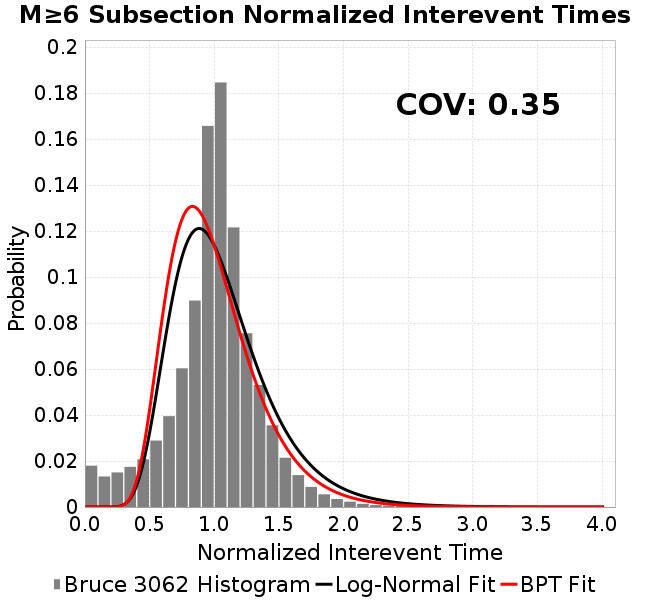 M≥6 Subsection Normalized Interevent Times
COV: 0.35
Probability
0.2
0.18
0.16
0.14
0.12
0.1
0.08
0.06
0.04
0.02
0
0.0 0.5 1.0 1.5 2.0 2.5 3.0 3.5 4.0
Normalized Interevent Time
Bruce 3062 Histogram Log-Normal Fit BPT Fit